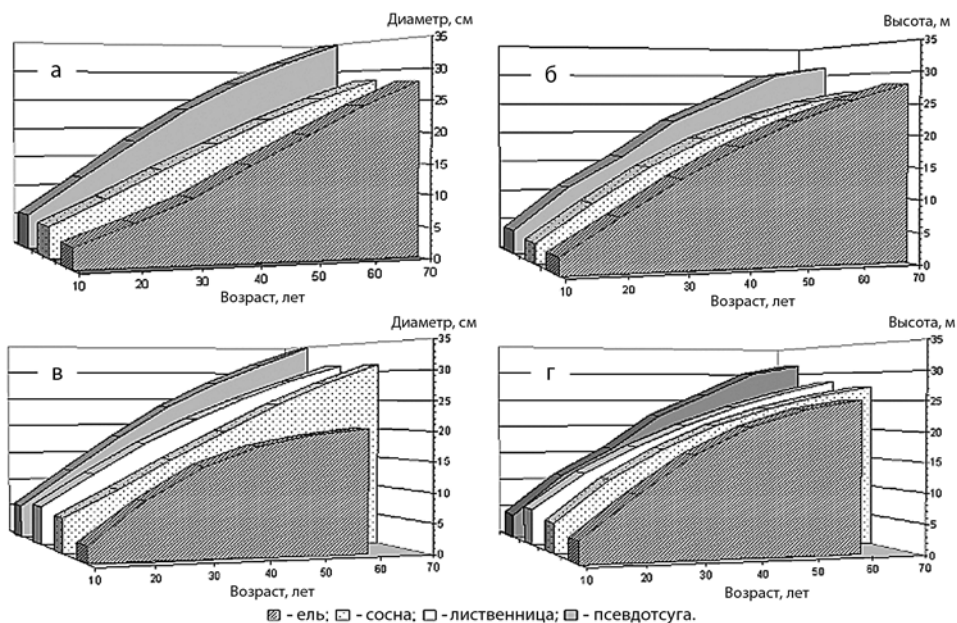 Диаметр, см
35
30
25
20
15
10
5
0
а
10 20 30 40 50 60 70
Возраст, лет
Высота, м
35
30
25
20
15
10
5
0
б
10 20 30 40 50 60 70
Возраст, лет
Диаметр, см
35
30
25
20
15
10
5
0
в
10 20 30 40 50 60 70
Возраст, лет
Высота, м
35
30
25
20
15
10
5
0
г
10 20 30 40 50 60 70
Возраст, лет
- ель; - сосна; - лиственница; - псевдотсуга.